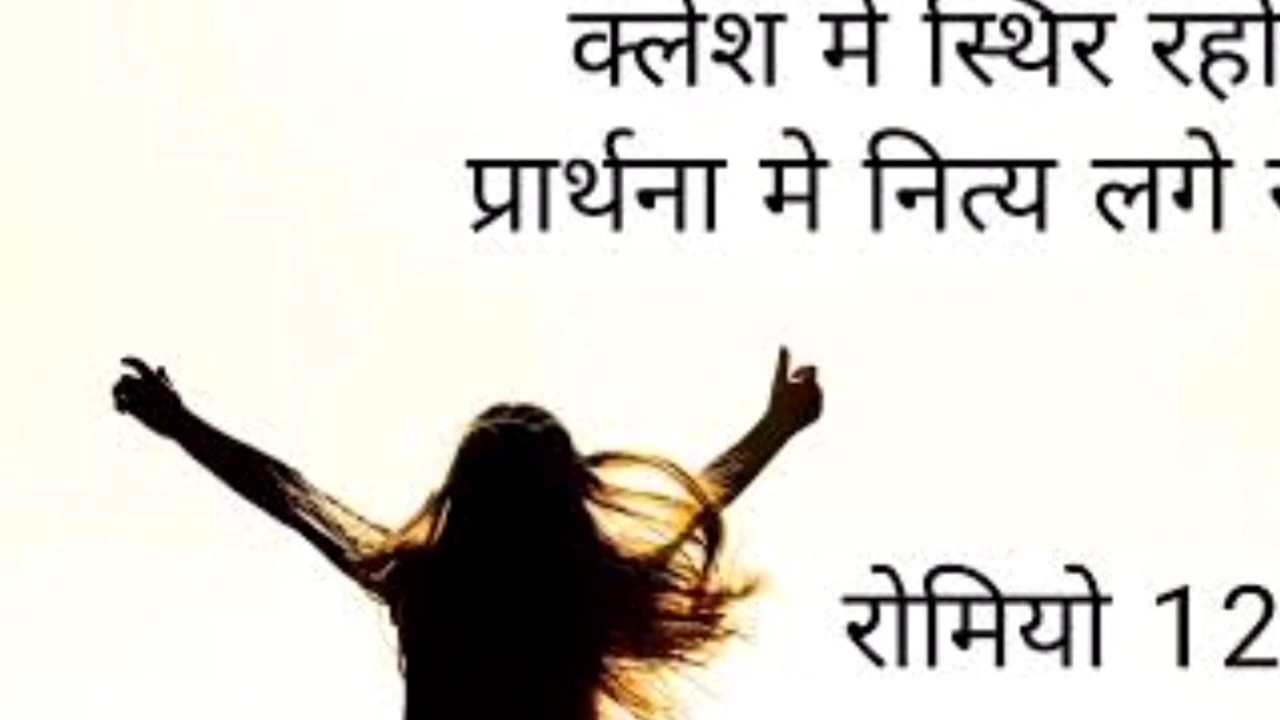 क्लेश मे स्थिर रहो
प्रार्थना मे नित्य लगे
रोमियो 12